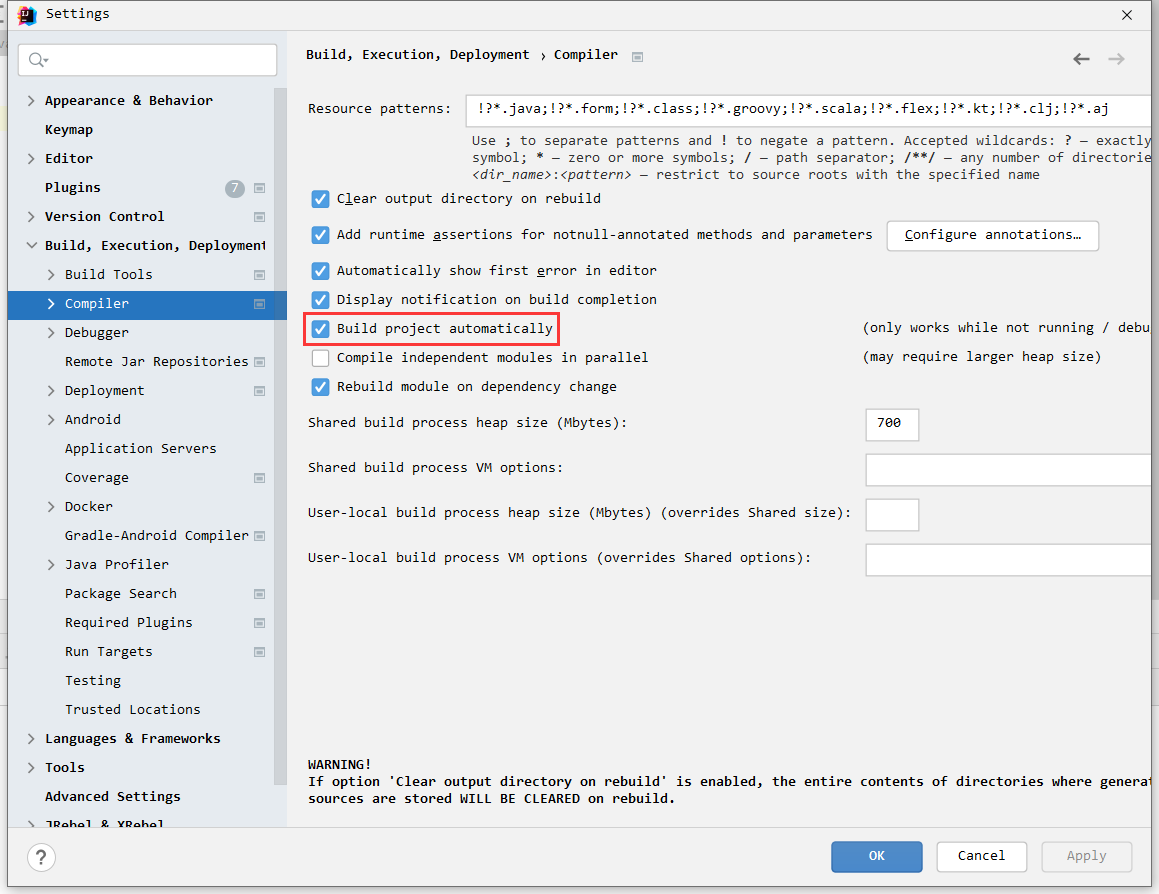 Settings
Appearance & Behavior
Keymap
Editor
Plugins 7
Version Control
Build, Execution, Deployment
Build Tools
Compiler
Debugger
Remote Jar Repositories
Deployment
Android
Application Servers
Coverage
Docker
Gradle-Android Compiler
Java Profiler
Package Search
Required Plugins
Run Targets
Testing
Trusted Locations
Languages & Frameworks
Tools
Advanced Settings
JRebel & XRebel
Build, Execution, Deployment › Compiler
Resource patterns: !?*.java;!?*.form;!?*.class;!?*.groovy;!?*.scala;!?*.flex;!?*.kt;!?*.clj;!?*.aj
Use ; to separate patterns and ! to negate a pattern. Accepted wildcards: ? — exactly
symbol; * — zero or more symbols; / — path separator; /**/ — any number of directorie
<dir_name>:<pattern> — restrict to source roots with the specified name
Clear output directory on rebuild
Add runtime assertions for notnull-annotated methods and parameters Configure annotations…
Automatically show first error in editor
Display notification on build completion
Build project automatically (only works while not running / debu
Compile independent modules in parallel (may require larger heap size)
Rebuild module on dependency change
Shared build process heap size (Mbytes): 700
Shared build process VM options:
User-local build process heap size (Mbytes) (overrides Shared size):
User-local build process VM options (overrides Shared options):
WARNING!
If option 'Clear output directory on rebuild' is enabled, the entire contents of directories where generat
sources are stored WILL BE CLEARED on rebuild.
? OK Cancel Apply